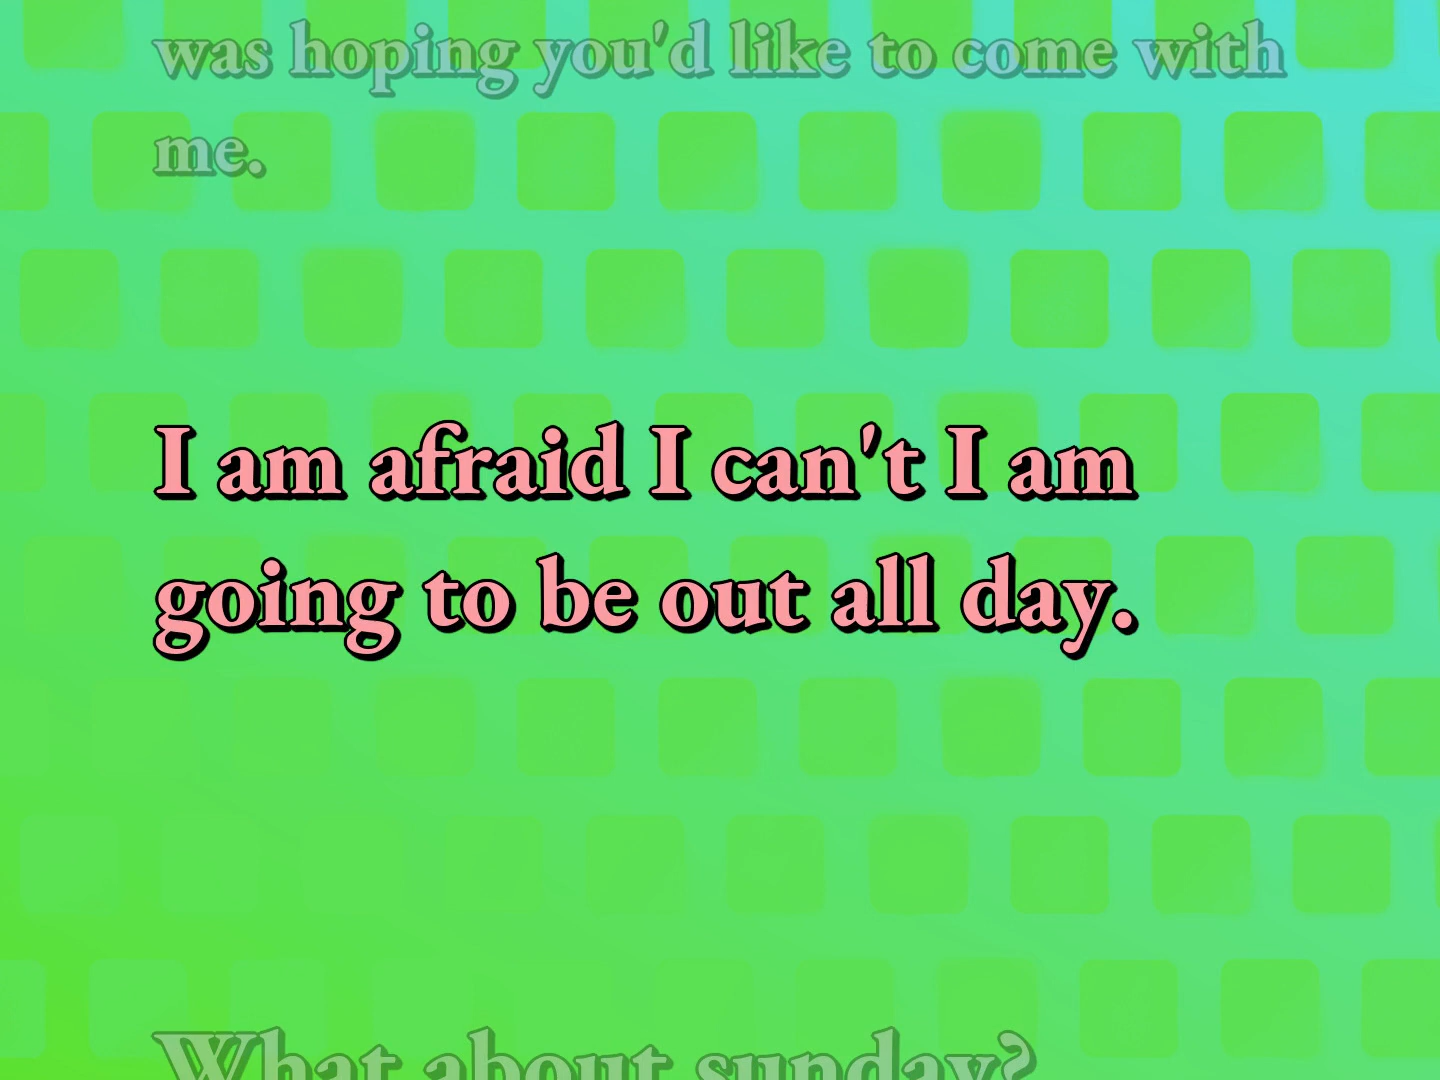 was hoping you'd like to come with
me.
I am afraid I can't I am
going to be out all day.
What about sunday?